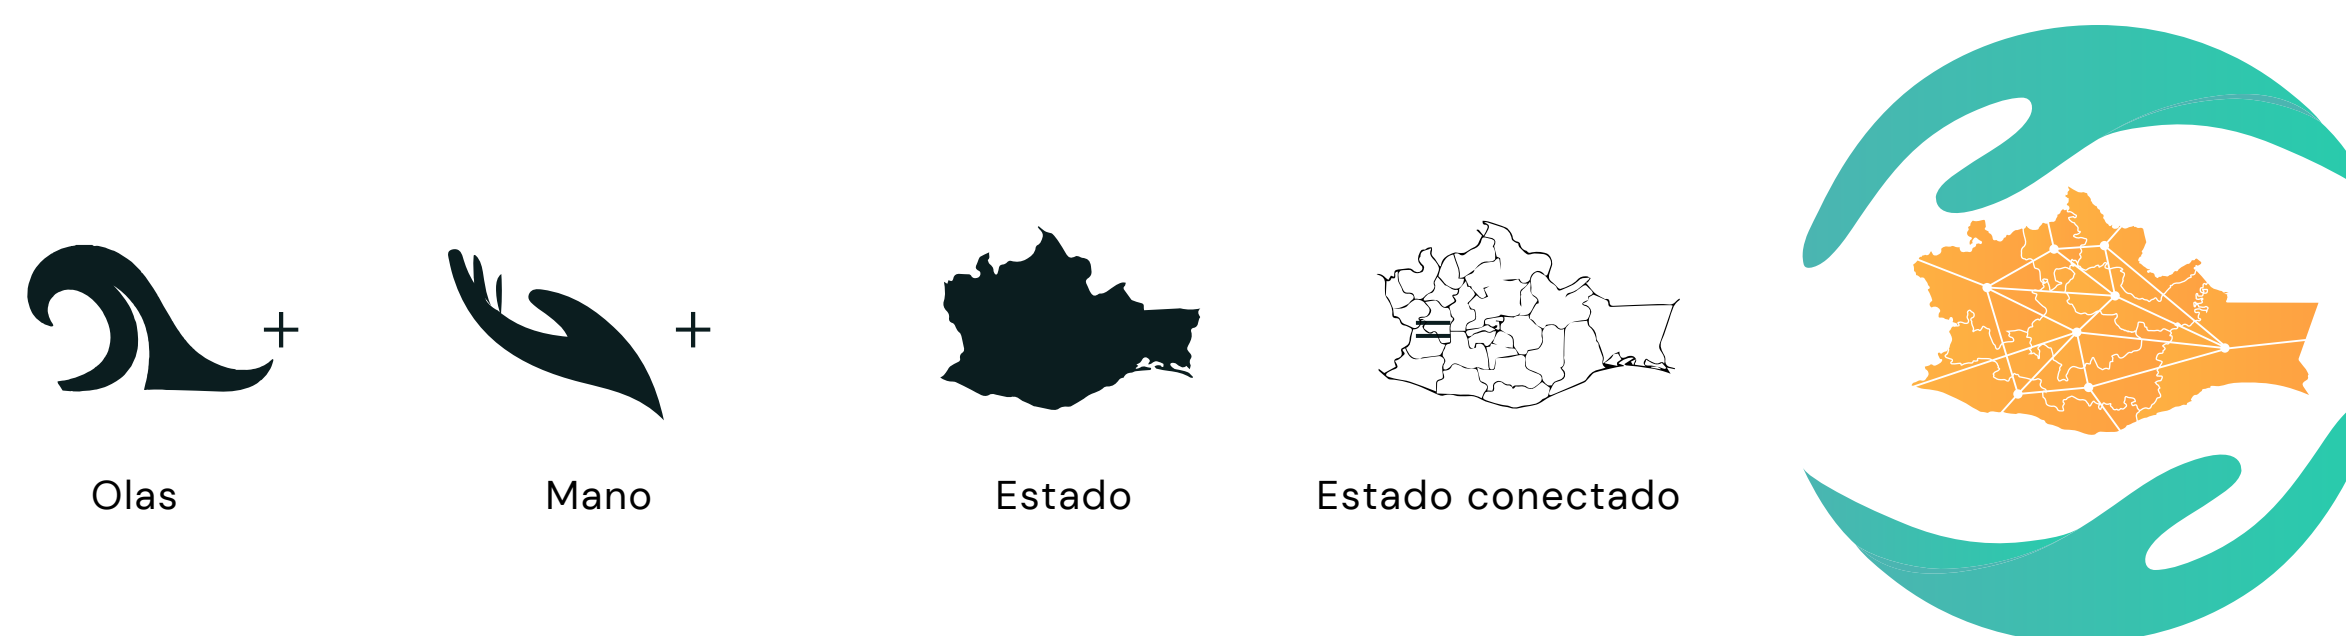 +
+
=
Olas
Mano
Estado
Estado conectado